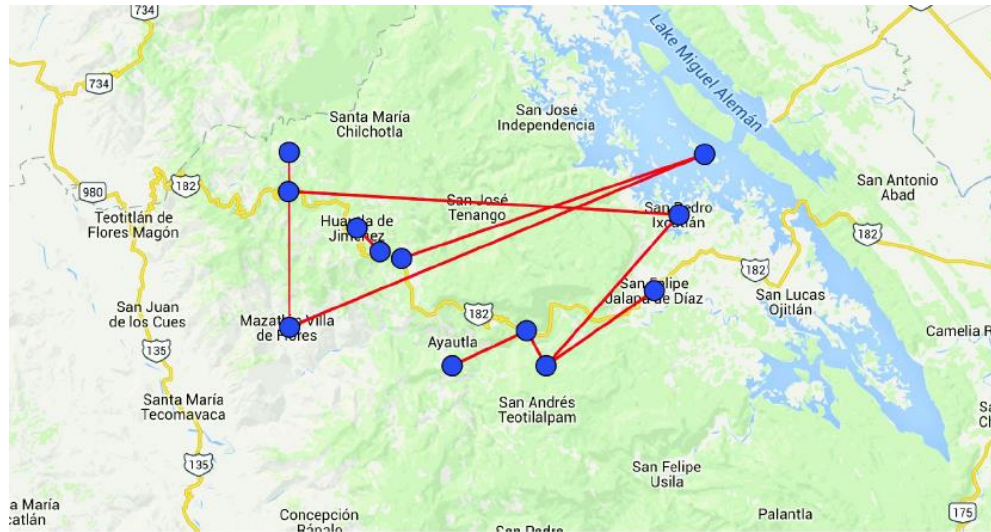 734
734
Santa María
Chilchotla
San José
Independencia
Lake Miguel Alemán
980
182
Teotitlán de
Flores Magón
San José
Tenango
San Pedro
Ixcatlán
San Antonio
Abad
182
Huautla de
Jiménez
182
San Felipe
Jalapa de Díaz
San Lucas
Ojitlán
San Juan
de los Cues
Mazatlán Villa
de Flores
182
Ayautla
Camelia R
135
Santa María
Tecomavaca
San Andrés
Teotilalpam
135
San Felipe
Usila
a María
catlán
Concepción
Palantla
175